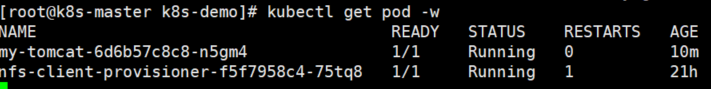 [root@k8s-master k8s-demo]# kubectl get pod -w
NAME READY STATUS RESTARTS AGE
my-tomcat-6d6b57c8c8-n5gm4 1/1 Running 0 10m
nfs-client-provisioner-f5f7958c4-75tq8 1/1 Running 1 21h